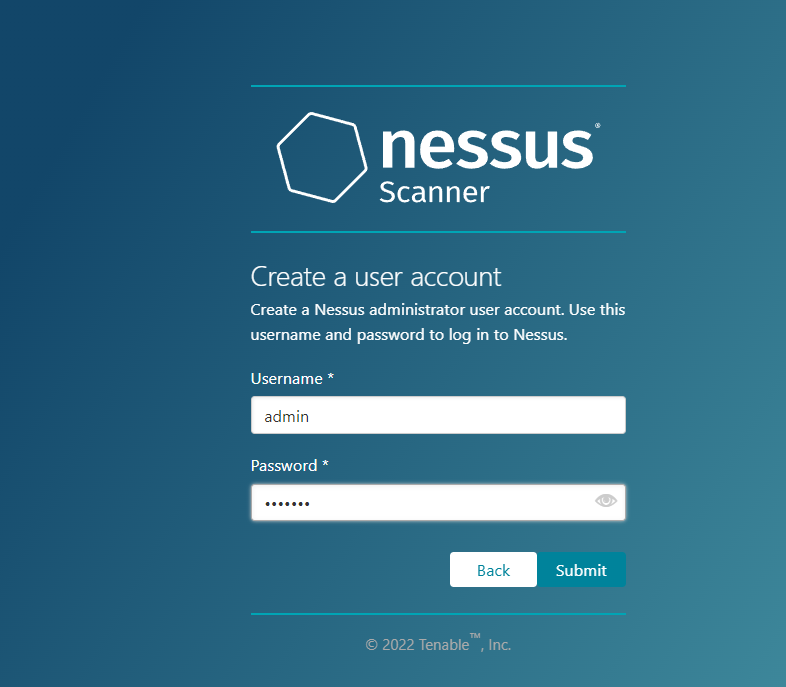 nessus®
Scanner
Create a user account
Create a Nessus administrator user account. Use this
username and password to log in to Nessus.
Username *
admin
Password *
•••••••
Back Submit
© 2022 Tenable™, Inc.